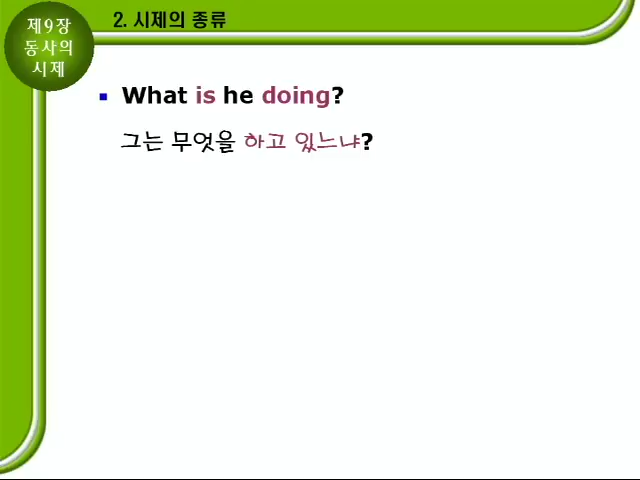 제9장
동사의
시제
2. 시제의 종류
What is he doing?
그는 무엇을 하고 있느냐?